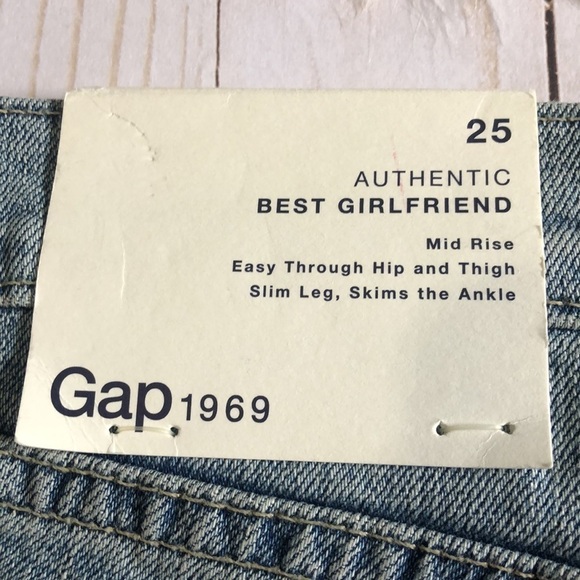 25
AUTHENTIC
BEST GIRLFRIEND
Mid Rise
Easy Through Hip and Thigh
Slim Leg, Skims the Ankle
Gap 1969